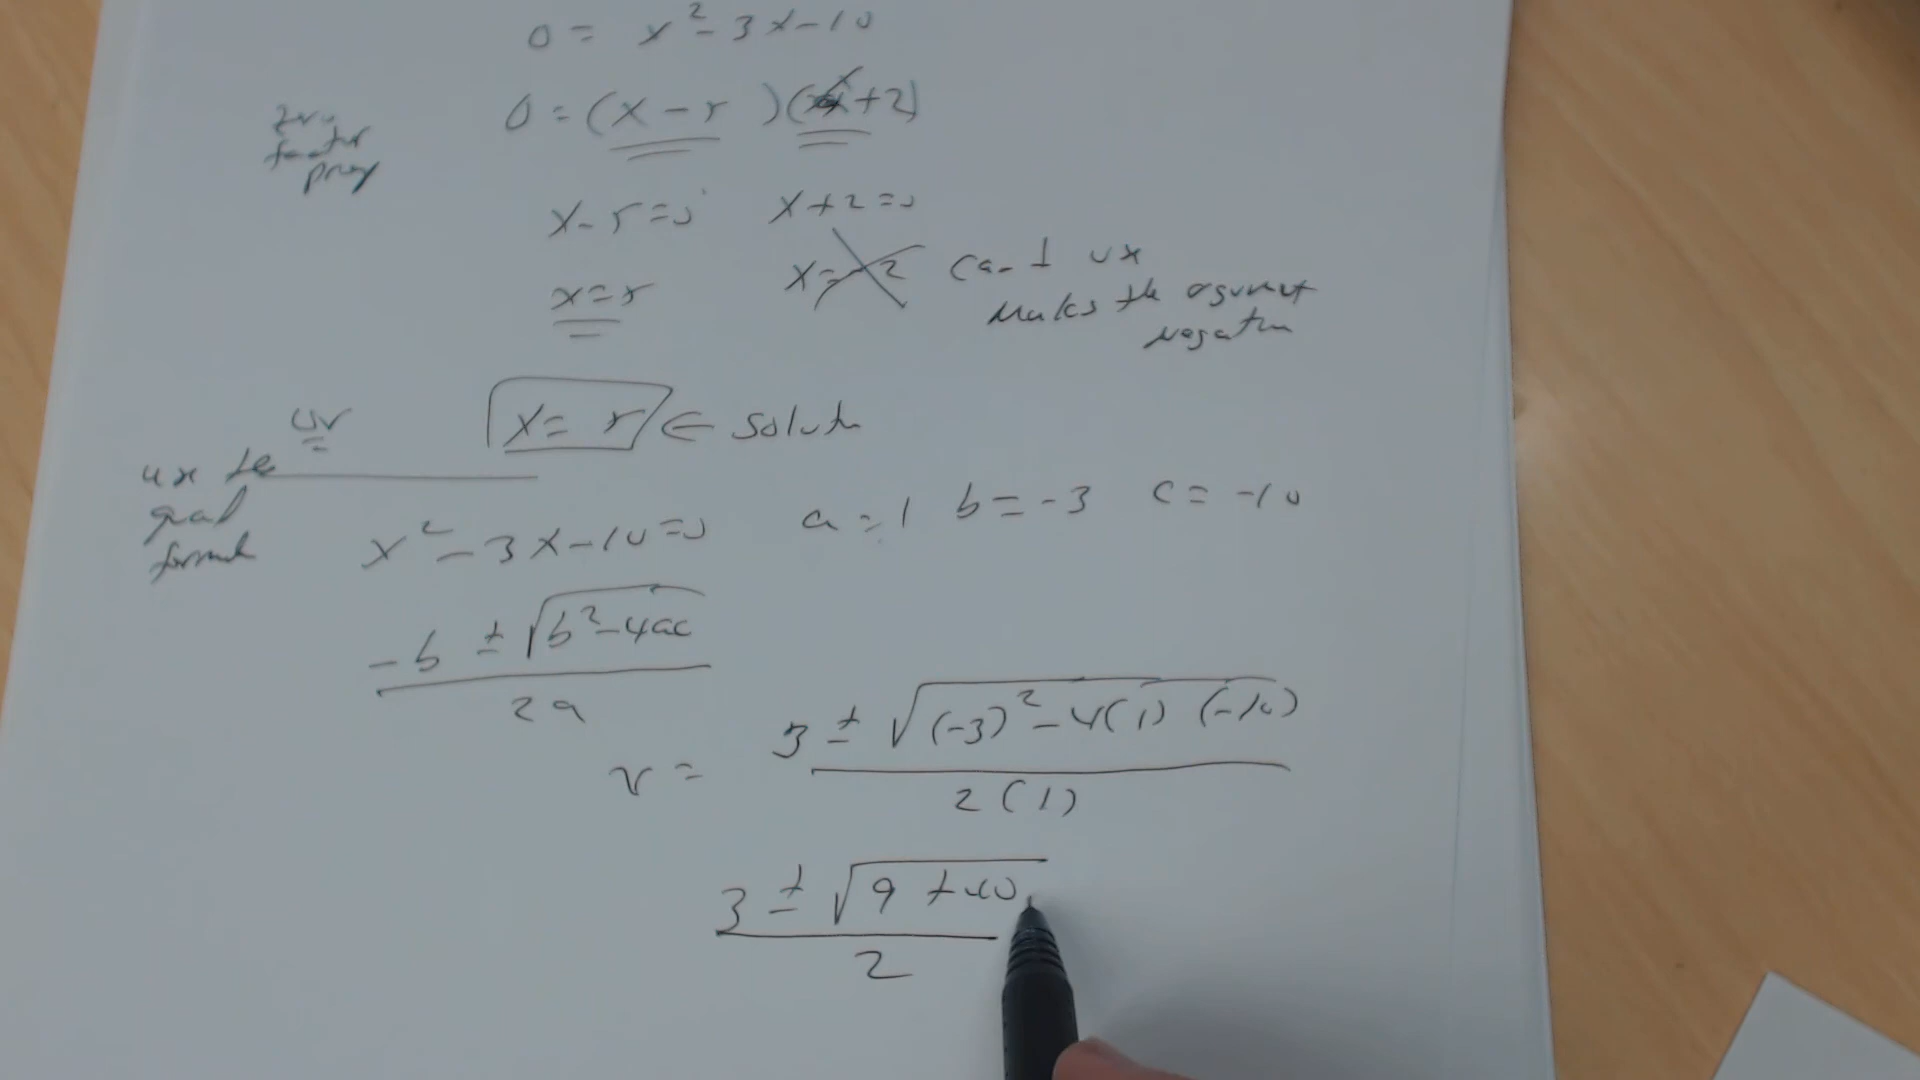 0 = x² - 3x - 10
0 = (x - 5)(x + 2)
zero factor prop
x - 5 = 0 x + 2 = 0
x = 5 x = -2 can't use
makes the argument
negative
x = 5 ← solutn
or
use the
quad
formula
x² - 3x - 10 = 0 a = 1 b = -3 c = -10
-b ± √b² - 4ac
2a
x = 3 ± √(-3)² - 4(1)(-10)
2(1)
3 ± √9 + 40
2